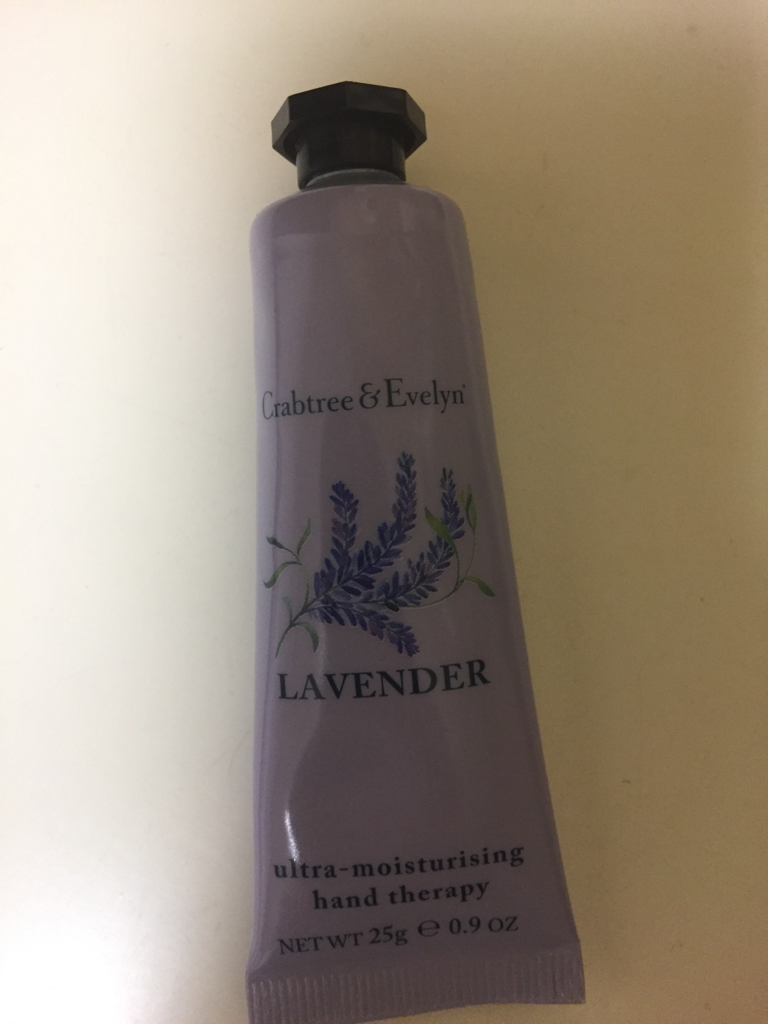 Crabtree & Evelyn®
LAVENDER
ultra-moisturising
hand therapy
NET WT 25g ℮ 0.9 OZ